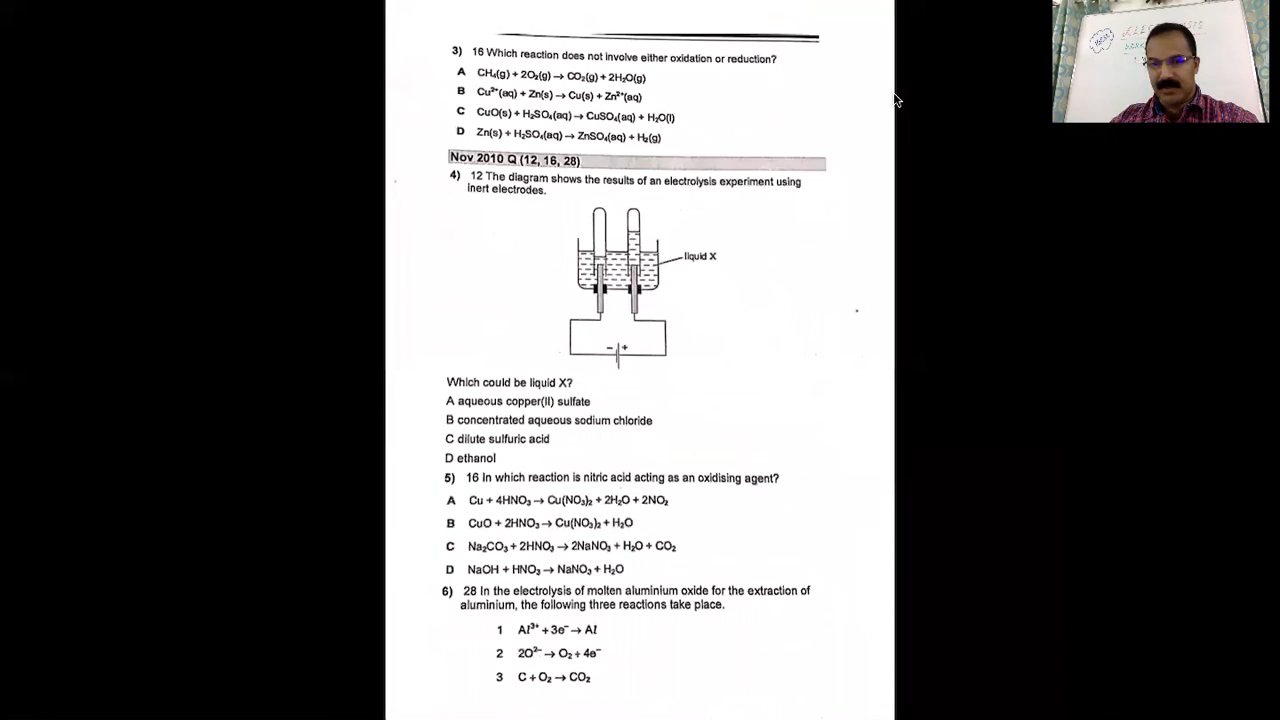 3) 16 Which reaction does not involve either oxidation or reduction?
A CH₄(g) + 2O₂(g) → CO₂(g) + 2H₂O(g)
B Cu²⁺(aq) + Zn(s) → Cu(s) + Zn²⁺(aq)
C CuO(s) + H₂SO₄(aq) → CuSO₄(aq) + H₂O(l)
D Zn(s) + H₂SO₄(aq) → ZnSO₄(aq) + H₂(g)
Nov 2010 Q (12, 16, 28)
4) 12 The diagram shows the results of an electrolysis experiment using
inert electrodes.
liquid X
– +
Which could be liquid X?
A aqueous copper(II) sulfate
B concentrated aqueous sodium chloride
C dilute sulfuric acid
D ethanol
5) 16 In which reaction is nitric acid acting as an oxidising agent?
A Cu + 4HNO₃ → Cu(NO₃)₂ + 2H₂O + 2NO₂
B CuO + 2HNO₃ → Cu(NO₃)₂ + H₂O
C Na₂CO₃ + 2HNO₃ → 2NaNO₃ + H₂O + CO₂
D NaOH + HNO₃ → NaNO₃ + H₂O
6) 28 In the electrolysis of molten aluminium oxide for the extraction of
aluminium, the following three reactions take place.
1 Al³⁺ + 3e⁻ → Al
2 2O²⁻ → O₂ + 4e⁻
3 C + O₂ → CO₂